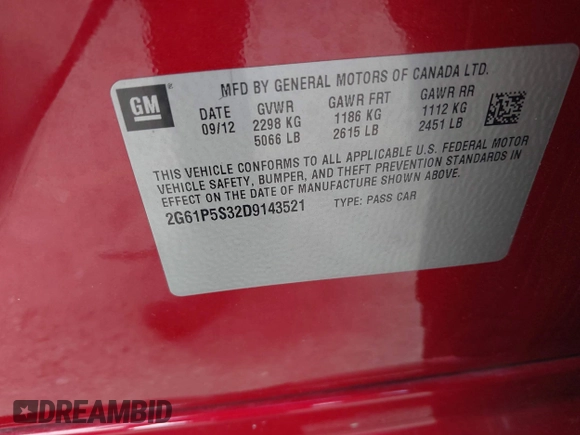 GM
MFD BY GENERAL MOTORS OF CANADA LTD.
DATE GVWR GAWR FRT GAWR RR
09/12 2298 KG 1186 KG 1112 KG
5066 LB 2615 LB 2451 LB
THIS VEHICLE CONFORMS TO ALL APPLICABLE U.S. FEDERAL MOTOR
VEHICLE SAFETY, BUMPER, AND THEFT PREVENTION STANDARDS IN
EFFECT ON THE DATE OF MANUFACTURE SHOWN ABOVE.
2G61P5S32D9143521 TYPE: PASS CAR
DREAMBID